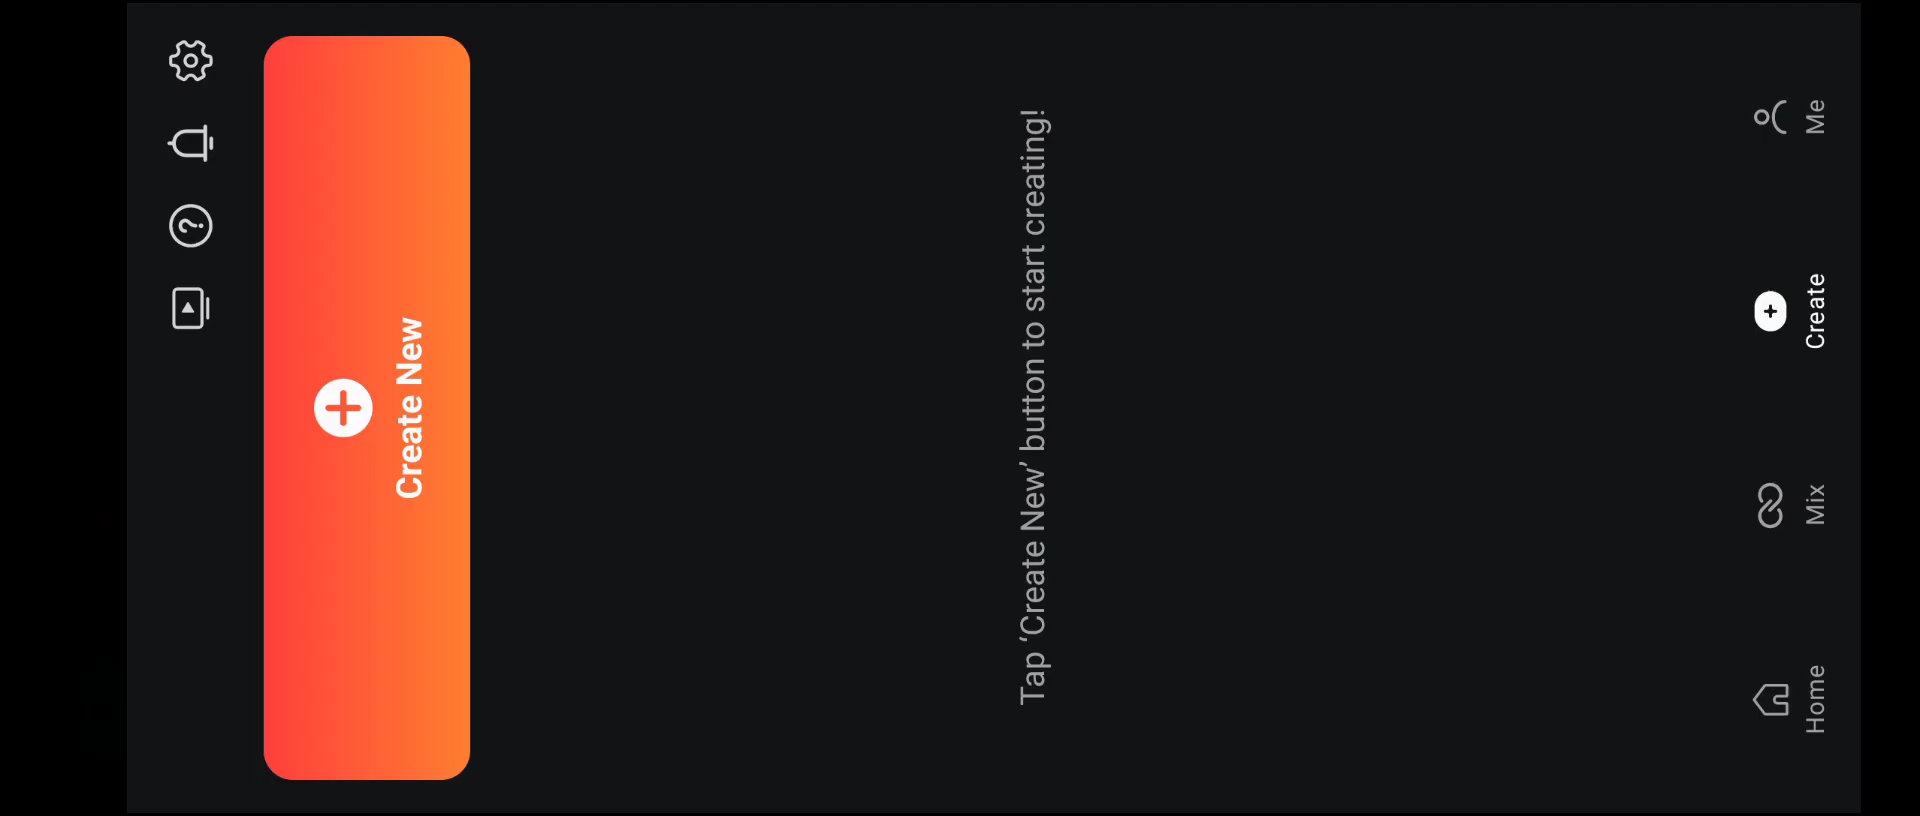 Create New
Tap ‘Create New’ button to start creating!
Home
Mix
Create
Me